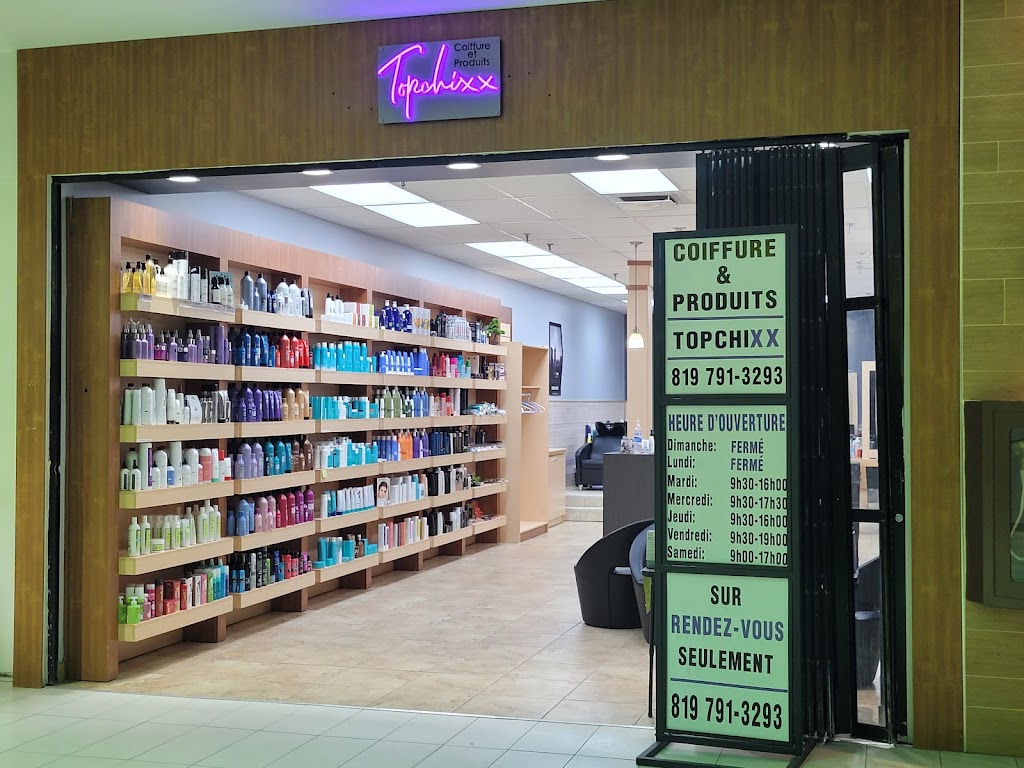 Coiffure
et
Produits
Topchixx
COIFFURE
&
PRODUITS
TOPCHIXX
819 791-3293
HEURE D'OUVERTURE
Dimanche: FERMÉ
Lundi: FERMÉ
Mardi: 9h30-16h00
Mercredi: 9h30-17h30
Jeudi: 9h30-16h00
Vendredi: 9h30-19h00
Samedi: 9h00-17h00
SUR
RENDEZ-VOUS
SEULEMENT
819 791-3293